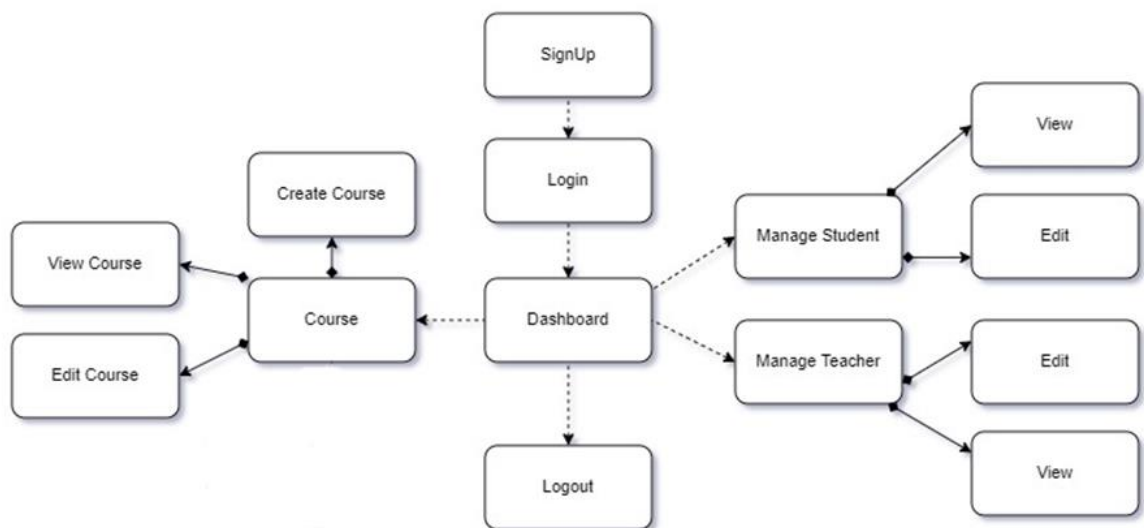 SignUp
View
Login
Create Course
Manage Student
Edit
View Course
Course
Dashboard
Edit Course
Manage Teacher
Edit
Logout
View